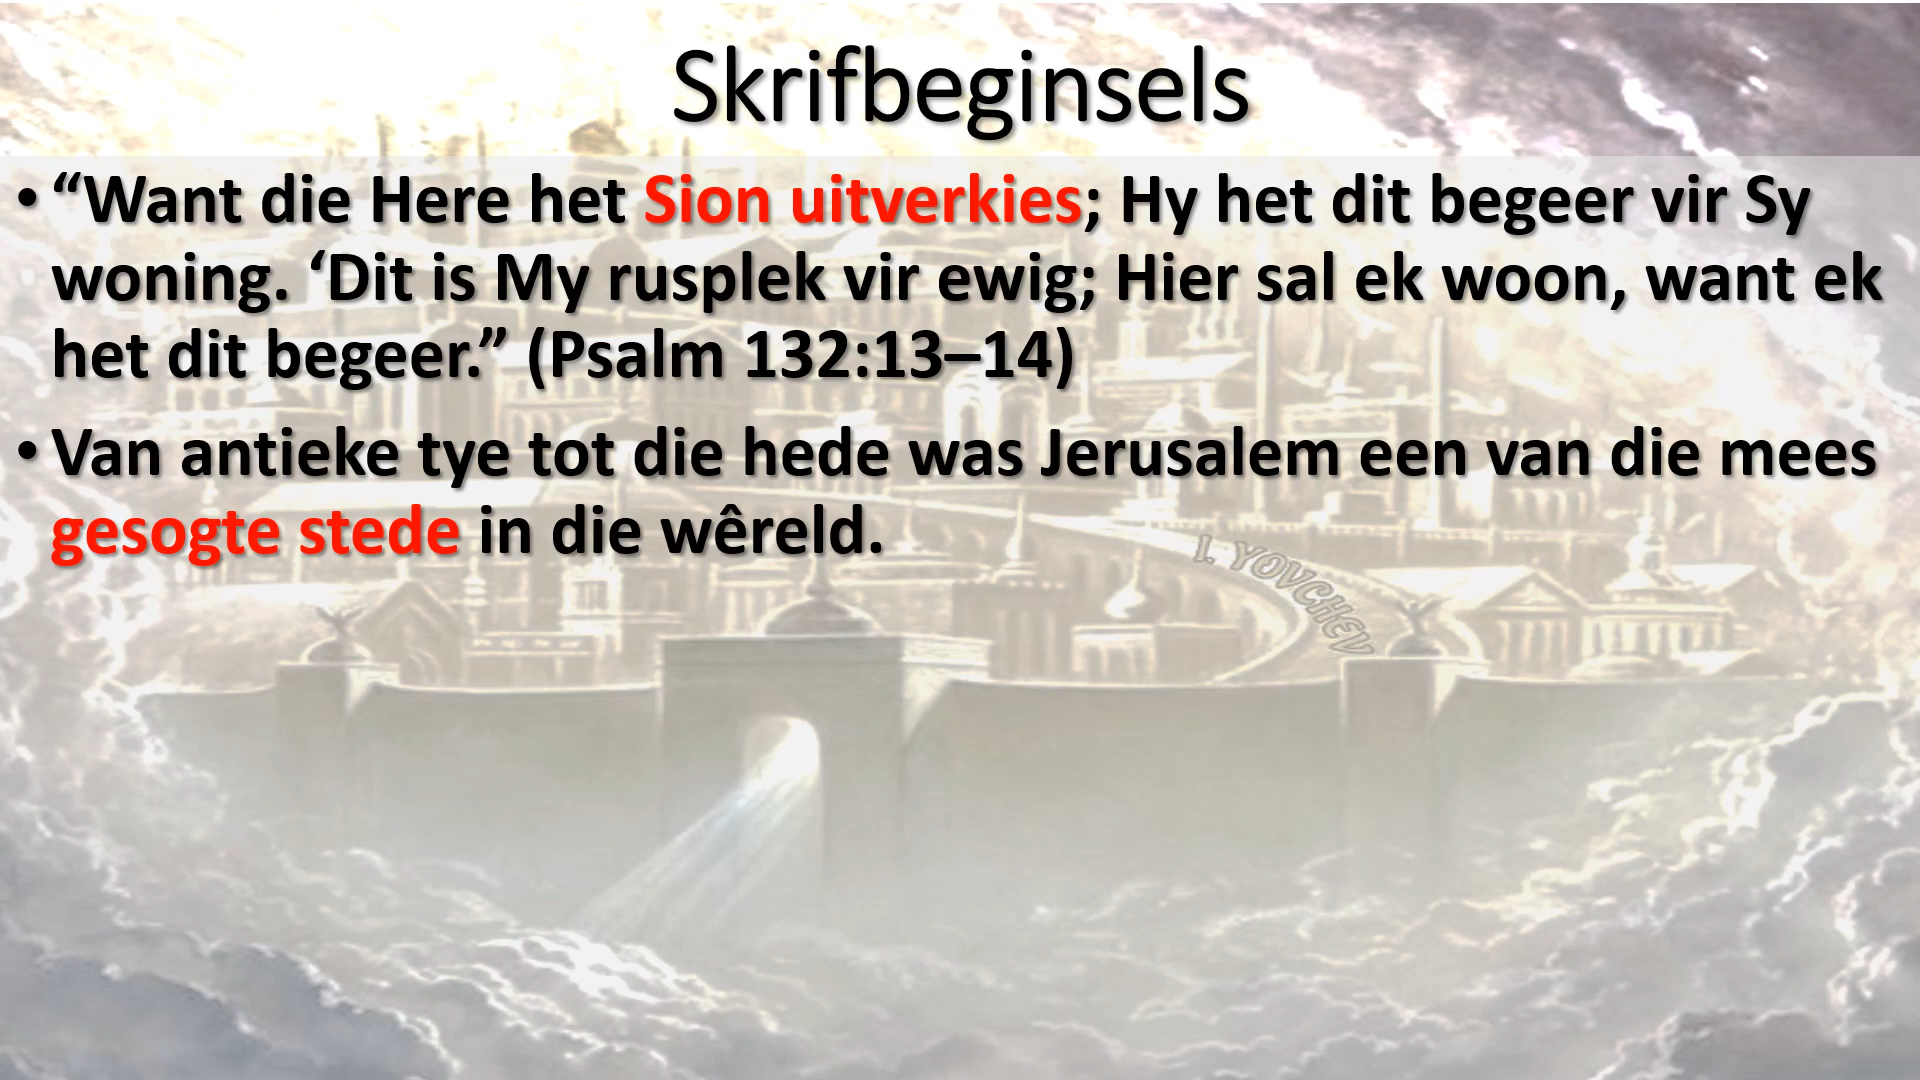 Skrifbeginsels
• “Want die Here het Sion uitverkies; Hy het dit begeer vir Sy
woning. ‘Dit is My rusplek vir ewig; Hier sal ek woon, want ek
het dit begeer.” (Psalm 132:13–14)
• Van antieke tye tot die hede was Jerusalem een van die mees
gesogte stede in die wêreld.
I. YOVCHEV